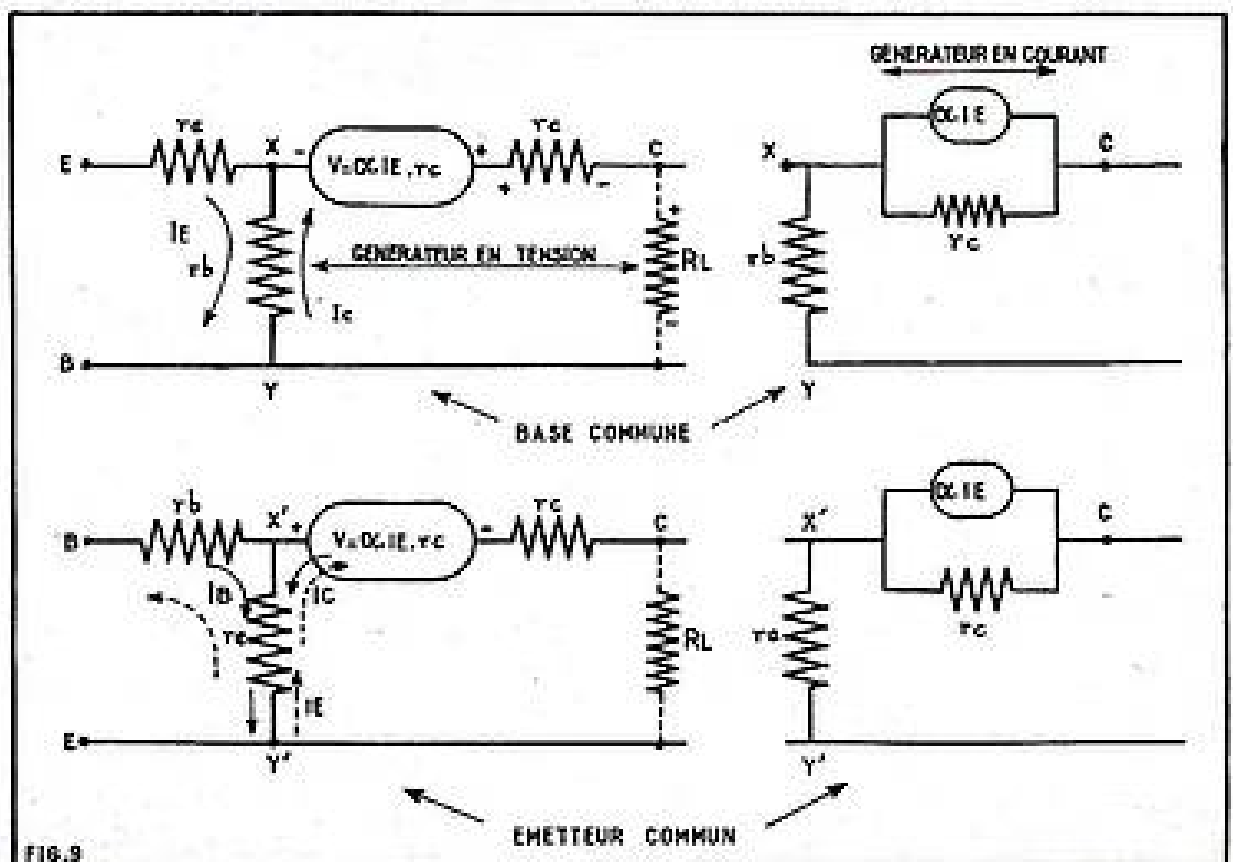 GÉNÉRATEUR EN COURANT
re
X
-
V=αIE.rc
+
rc
C
E
+
-
IE
rb
Ic
GÉNÉRATEUR EN TENSION
+
RL
-
B
Y
X
αIE
rc
C
rb
Y
BASE COMMUNE
rb
X'
+
V=αIE.rc
-
rc
C
B
IB
IC
re
RL
IE
E
Y'
X'
αIE
rc
C
re
Y'
EMETTEUR COMMUN
FIG.9